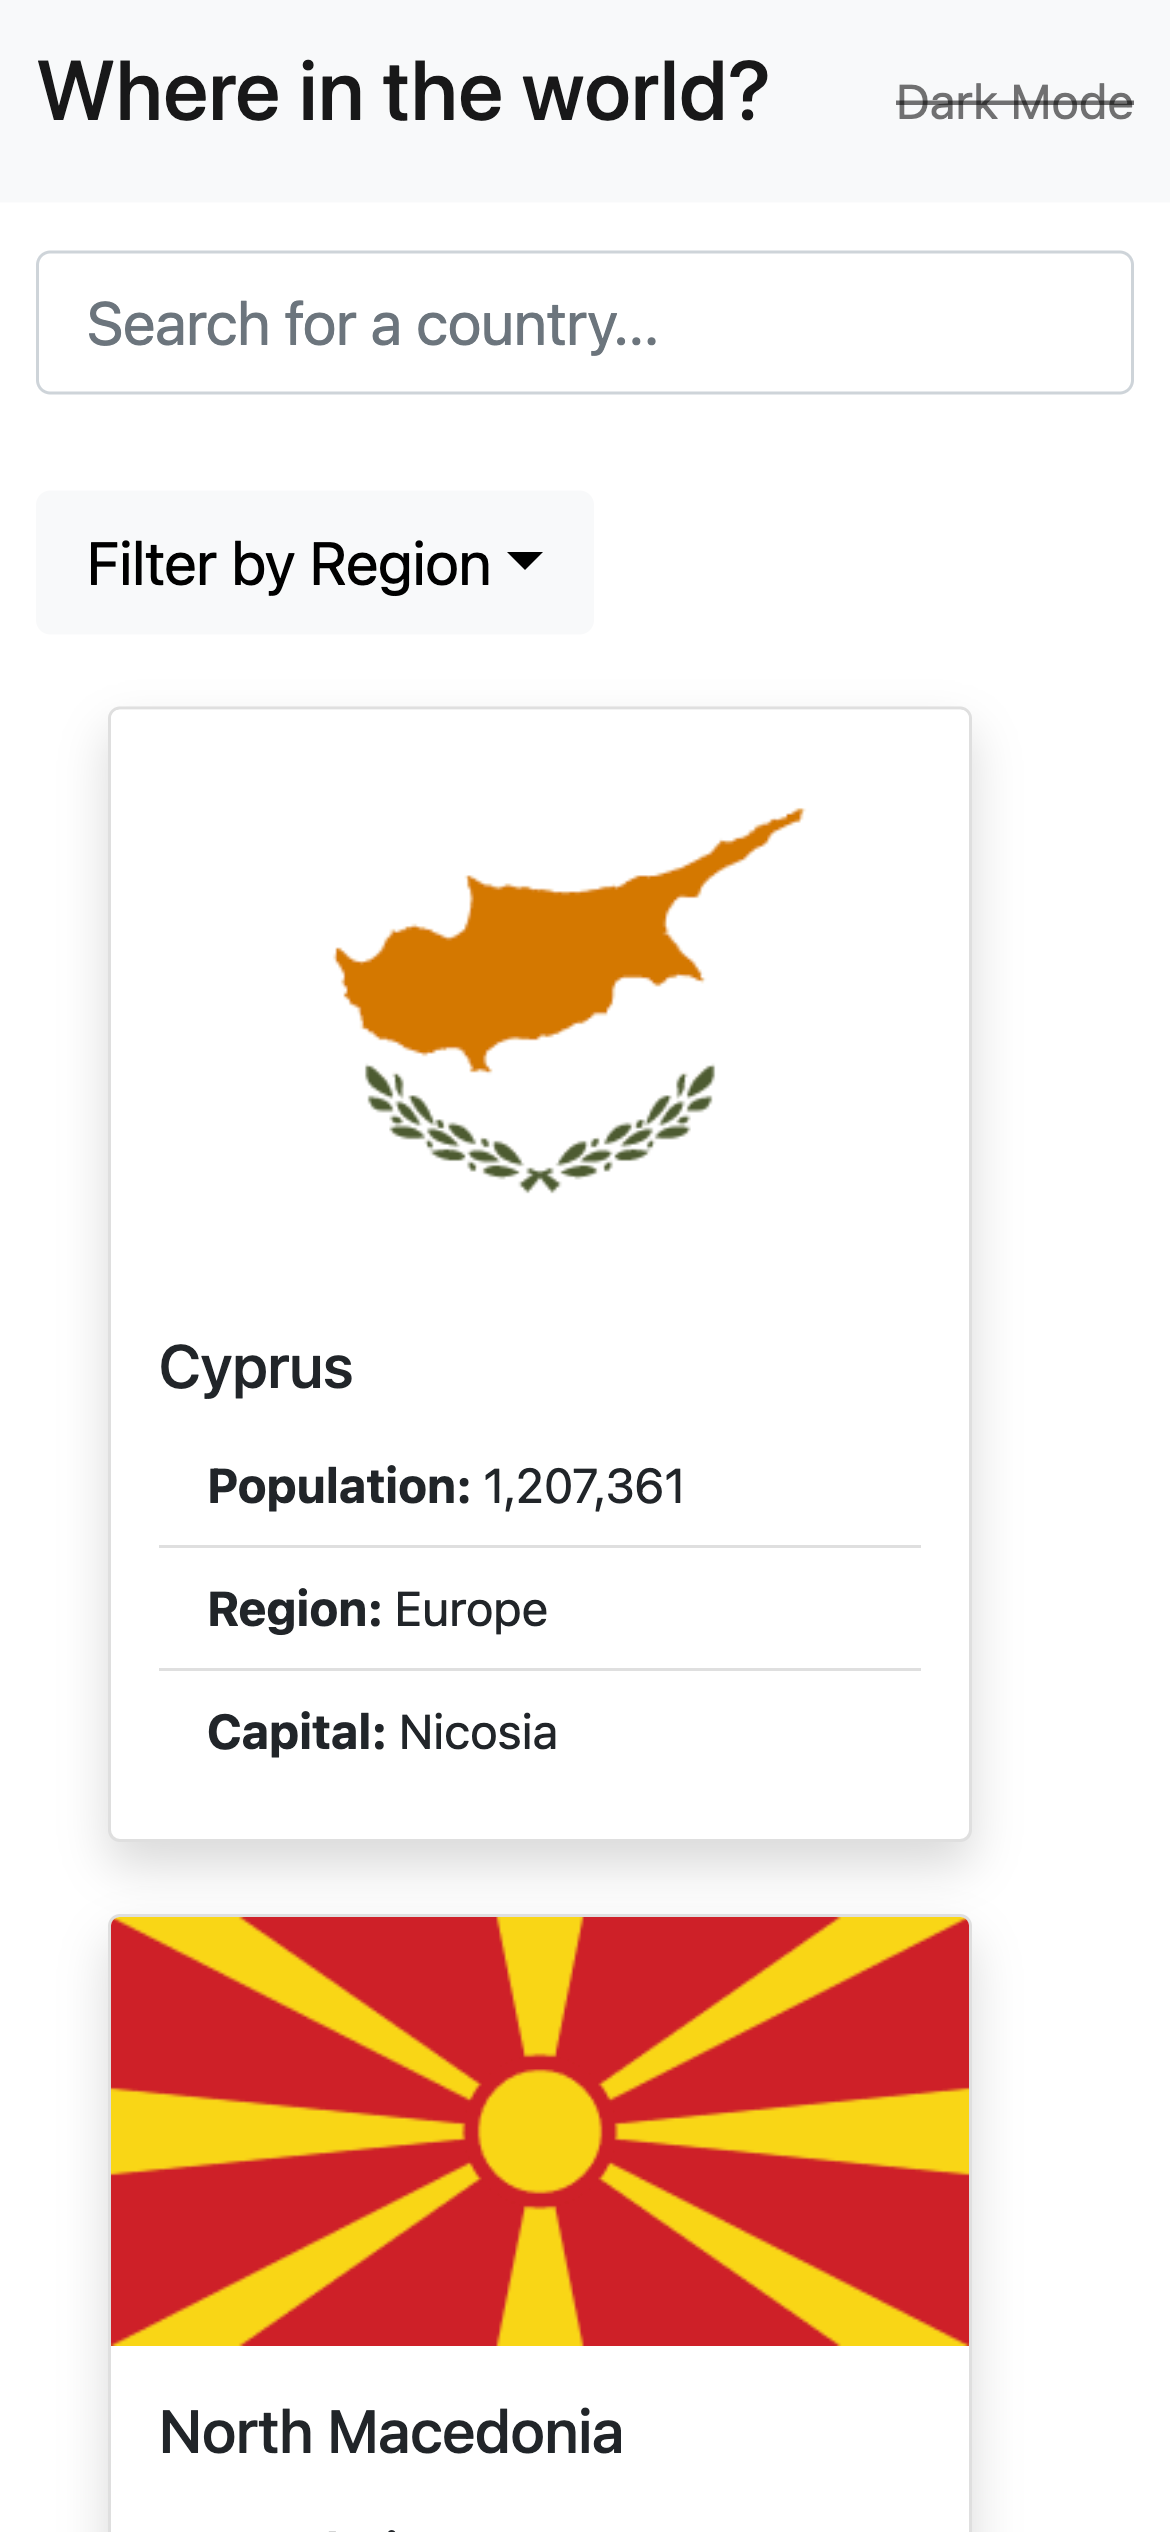 Where in the world?
Dark Mode
Search for a country...
Filter by Region
Cyprus
Population: 1,207,361
Region: Europe
Capital: Nicosia
North Macedonia